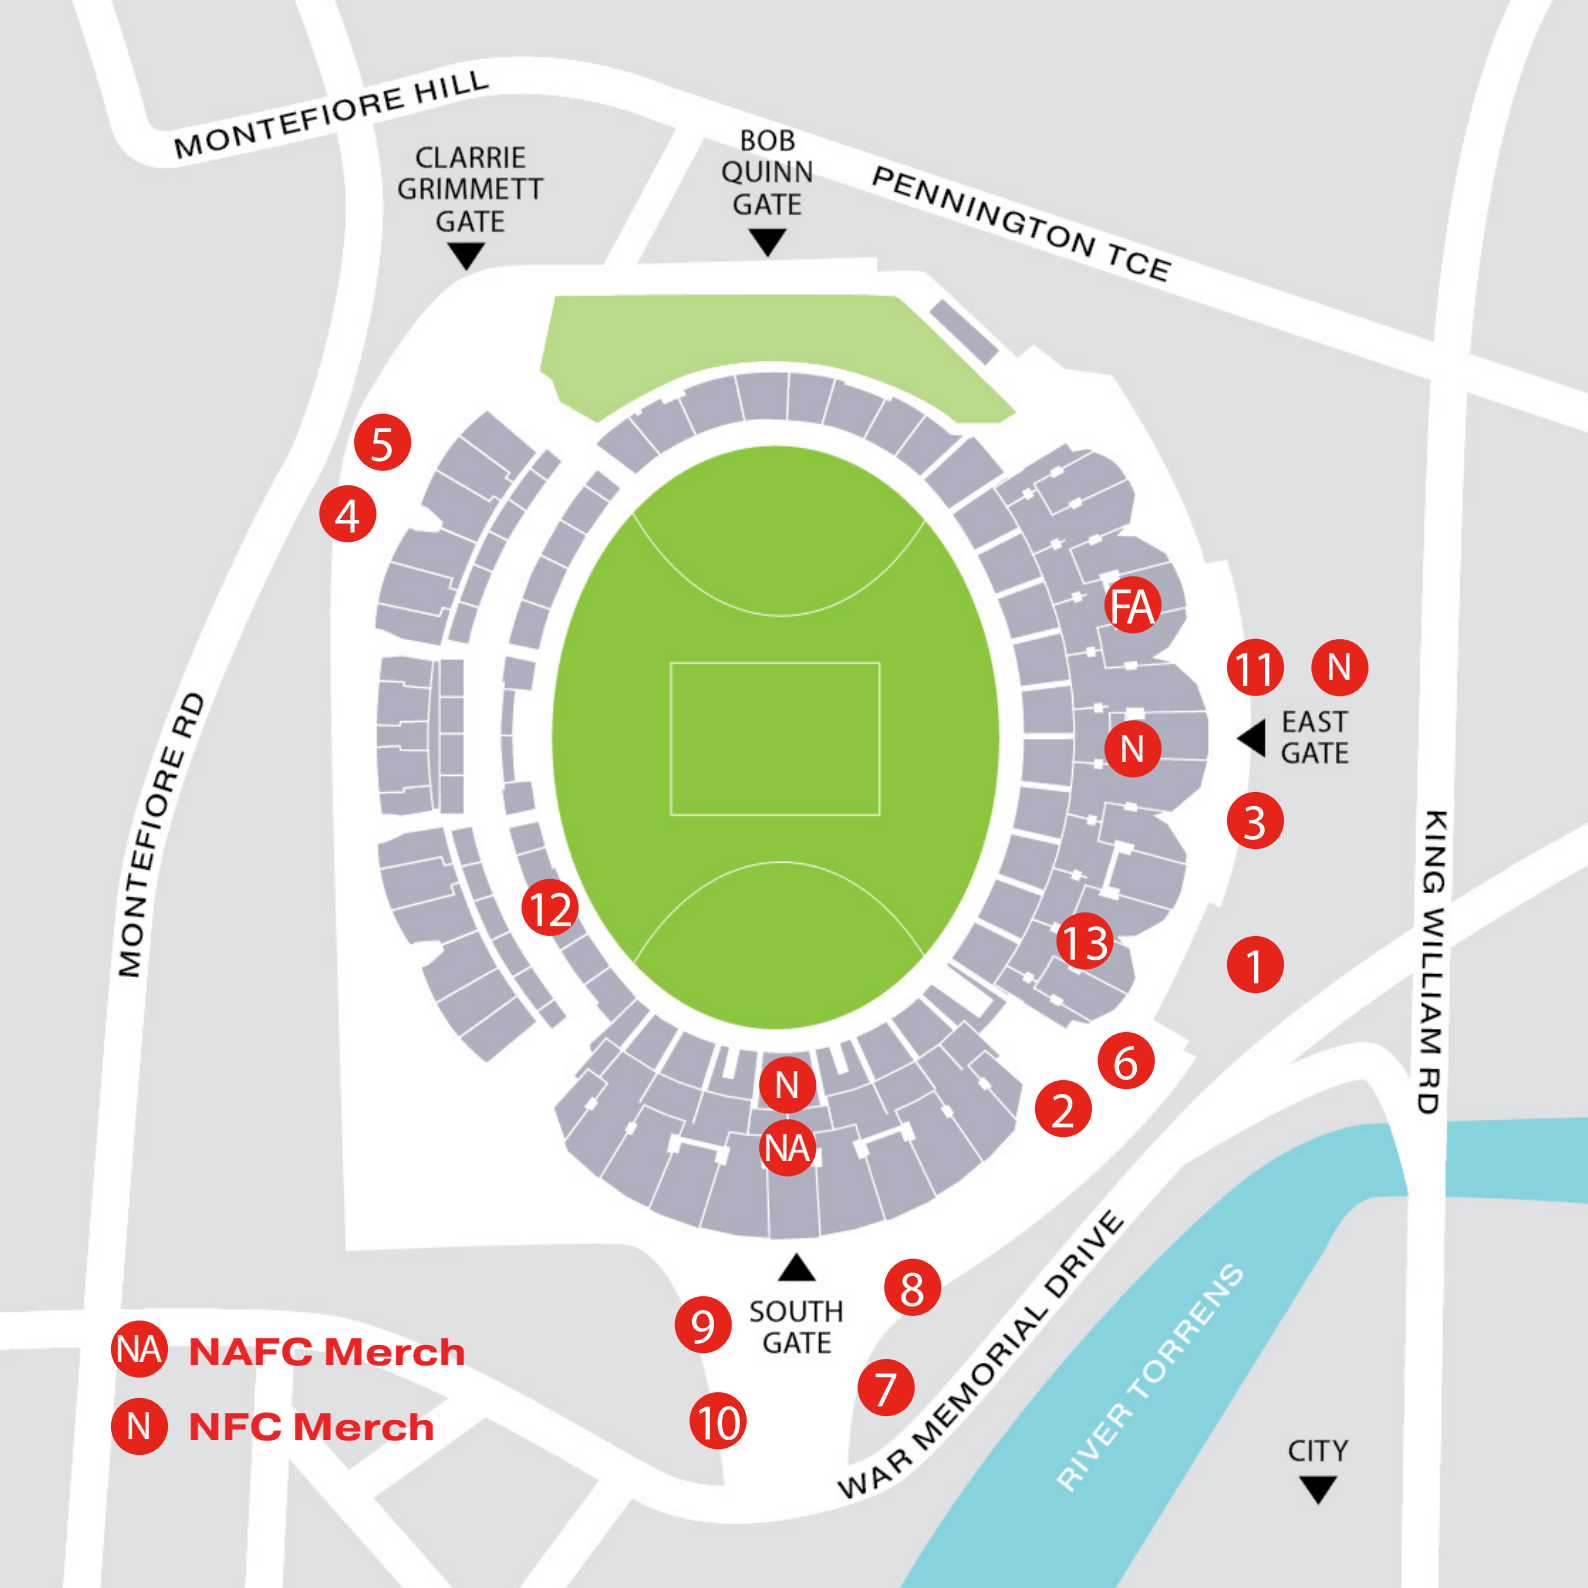 MONTEFIORE HILL
CLARRIE
GRIMMETT
GATE
BOB
QUINN
GATE
PENNINGTON TCE
5
4
FA
11
N
EAST
GATE
N
3
MONTEFIORE RD
KING WILLIAM RD
12
13
1
6
2
N
NA
8
SOUTH
GATE
9
7
10
WAR MEMORIAL DRIVE
RIVER TORRENS
CITY
NA NAFC Merch
N NFC Merch